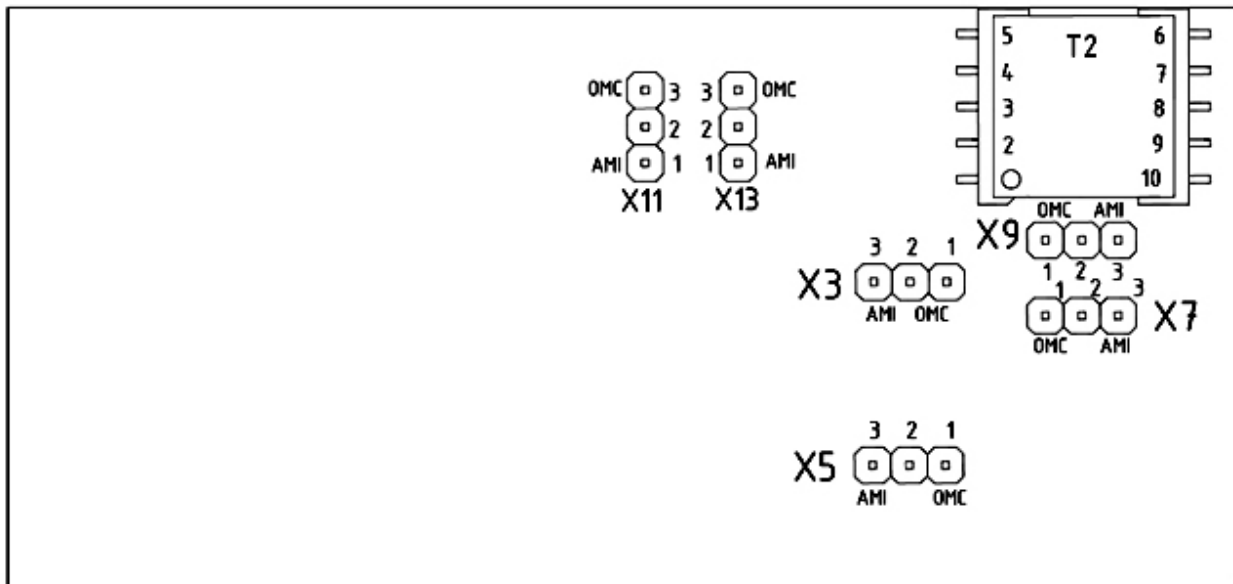 5 T2 6
4 7
3 8
2 9
10
OMC 3 3 OMC
2 2
AMI 1 1 AMI
X11 X13
OMC AMI
X9
1 2 3
3 2 1
X3
AMI OMC
1 2 3
X7
OMC AMI
3 2 1
X5
AMI OMC